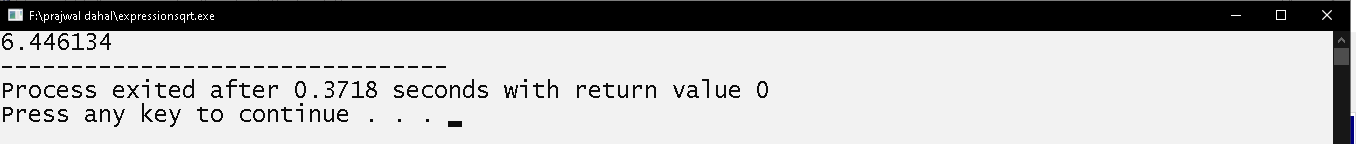 F:\prajwal dahal\expressionsqrt.exe
6.446134
--------------------------------
Process exited after 0.3718 seconds with return value 0
Press any key to continue . . .